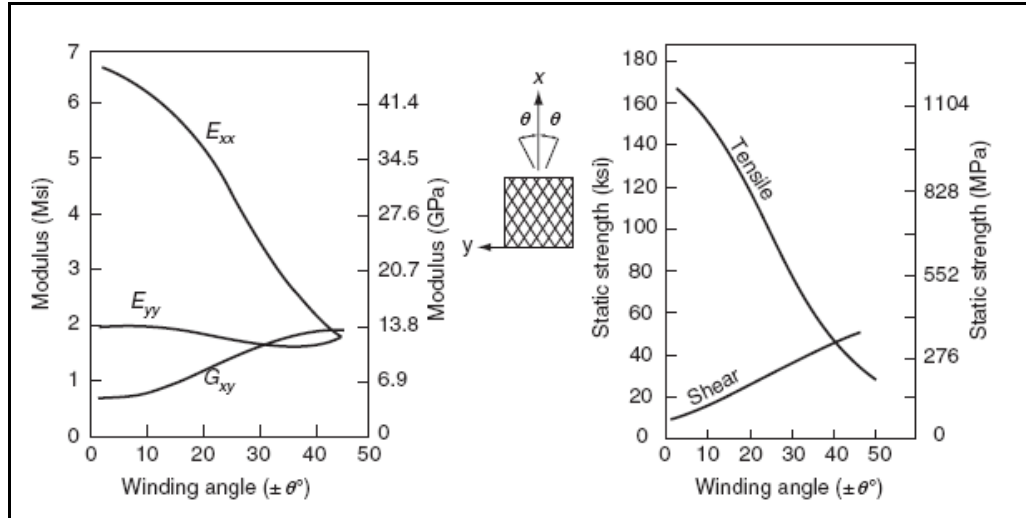 7
6
5
4
3
2
1
0
Modulus (Msi)
E_xx
E_yy
G_xy
41.4
34.5
27.6
20.7
13.8
6.9
0
Modulus (GPa)
0 10 20 30 40 50
Winding angle (± θ°)
x
θ θ
y
180
160
140
120
100
80
60
40
20
0
Static strength (ksi)
Tensile
Shear
1104
828
552
276
0
Static strength (MPa)
0 10 20 30 40 50
Winding angle (± θ°)